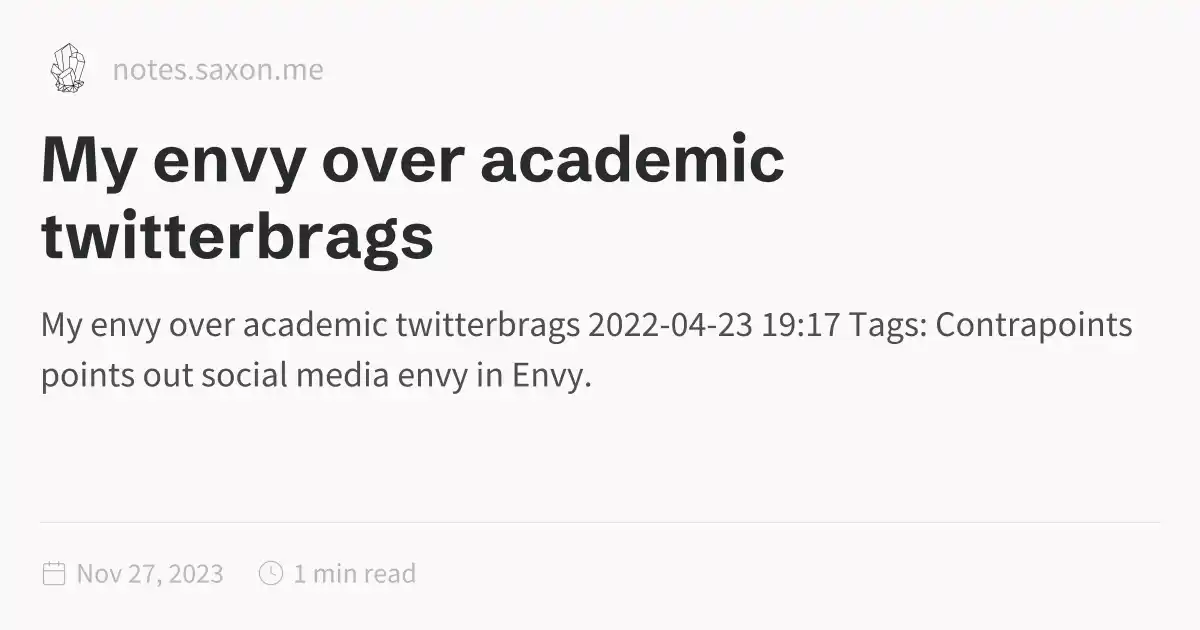 notes.saxon.me
My envy over academic
twitterbrags
My envy over academic twitterbrags 2022-04-23 19:17 Tags: Contrapoints
points out social media envy in Envy.
Nov 27, 2023 1 min read